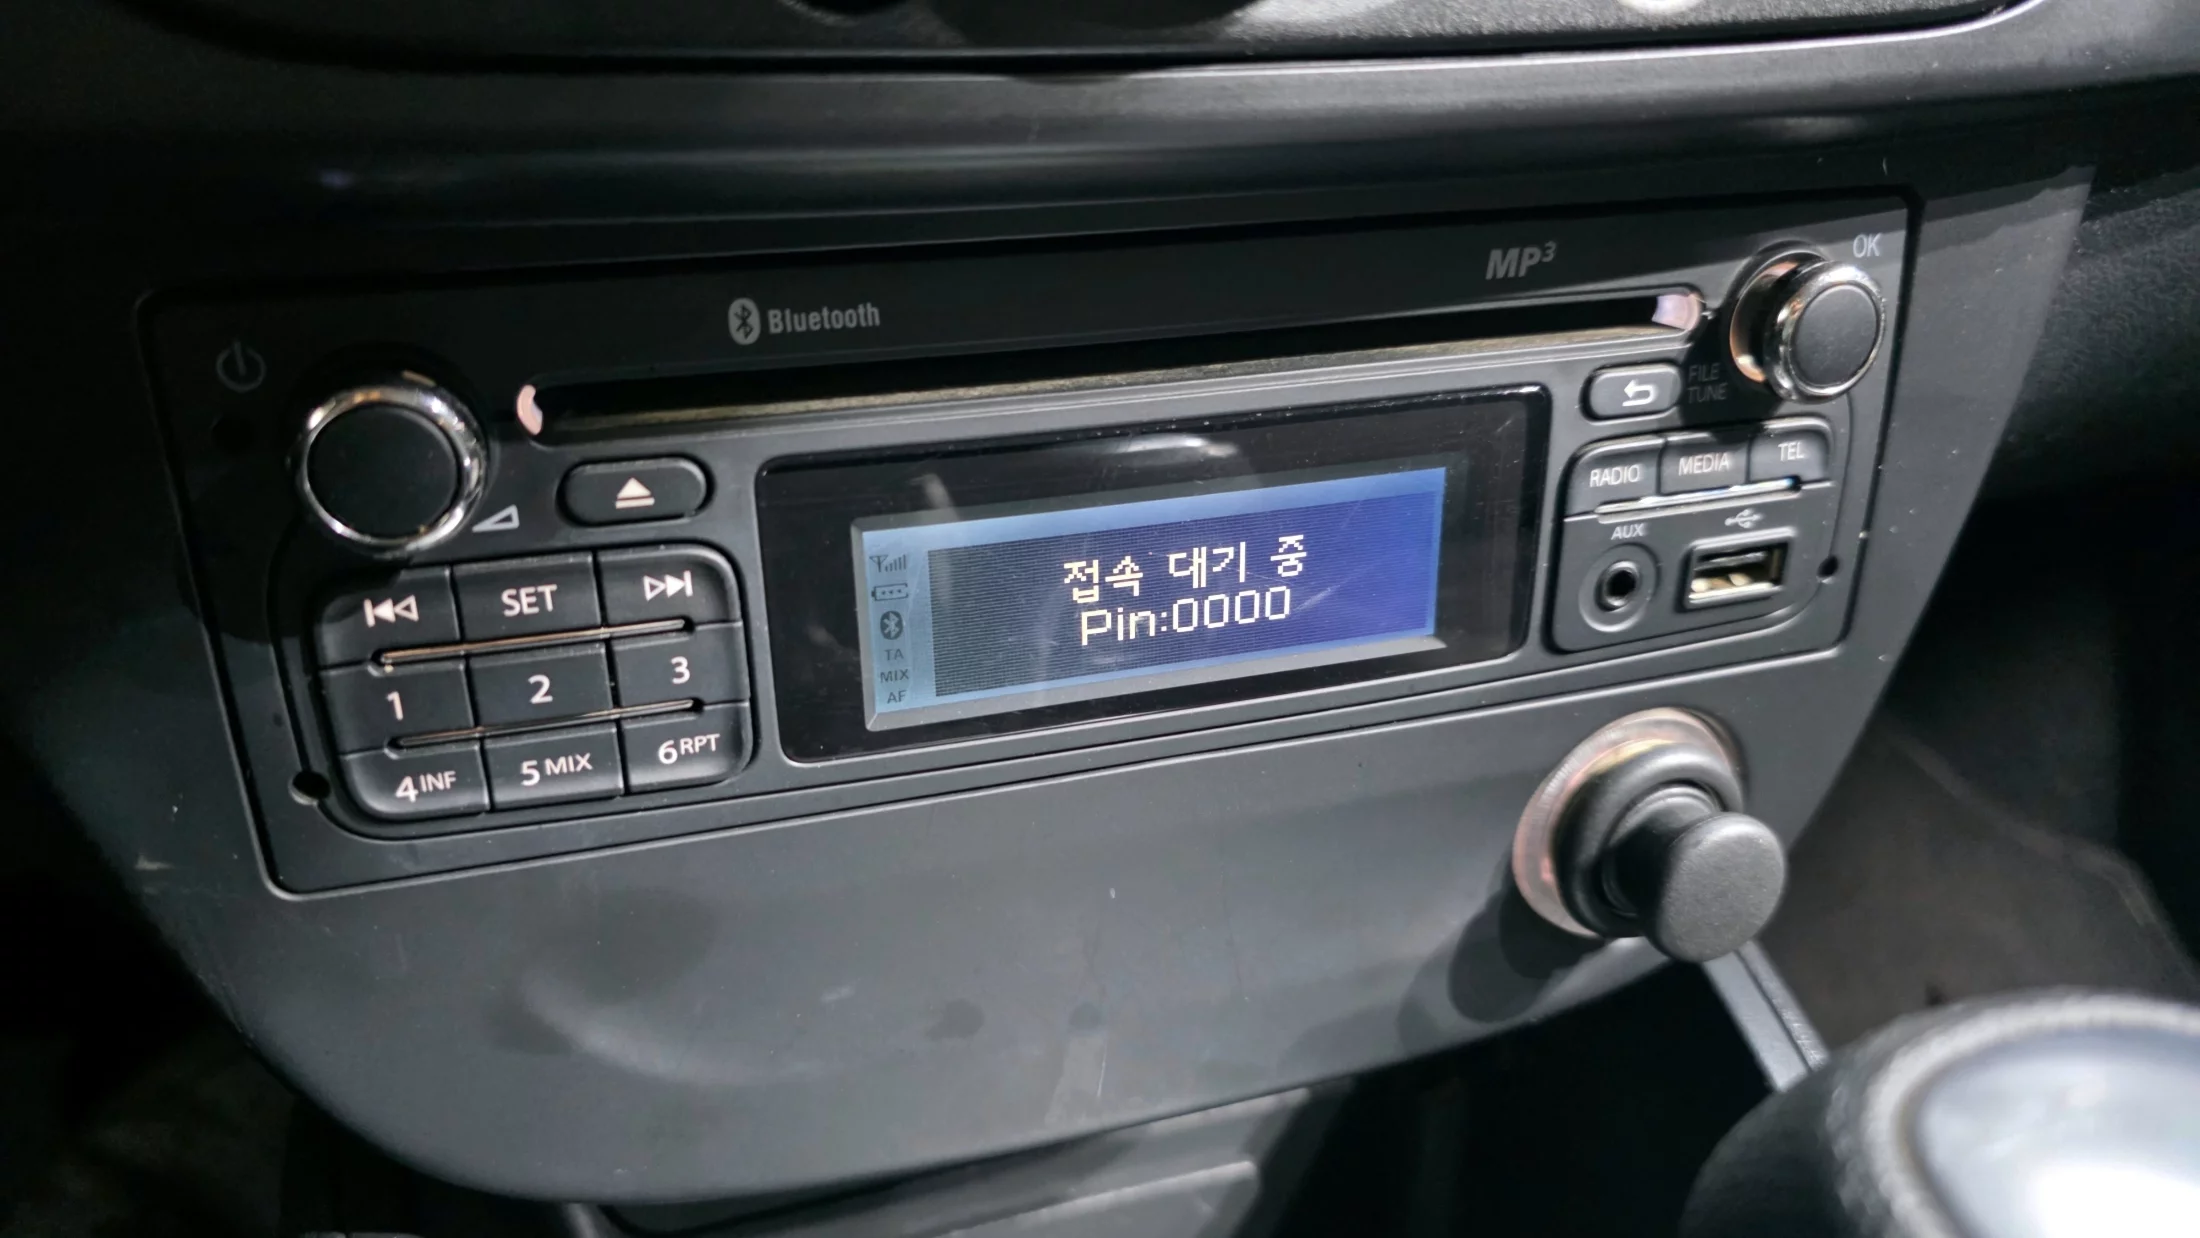 Bluetooth
MP3
OK
FILE
TUNE
RADIO
MEDIA
TEL
AUX
SET
1
2
3
4 INF
5 MIX
6 RPT
접속 대기 중
Pin:0000
TA
MIX
AF